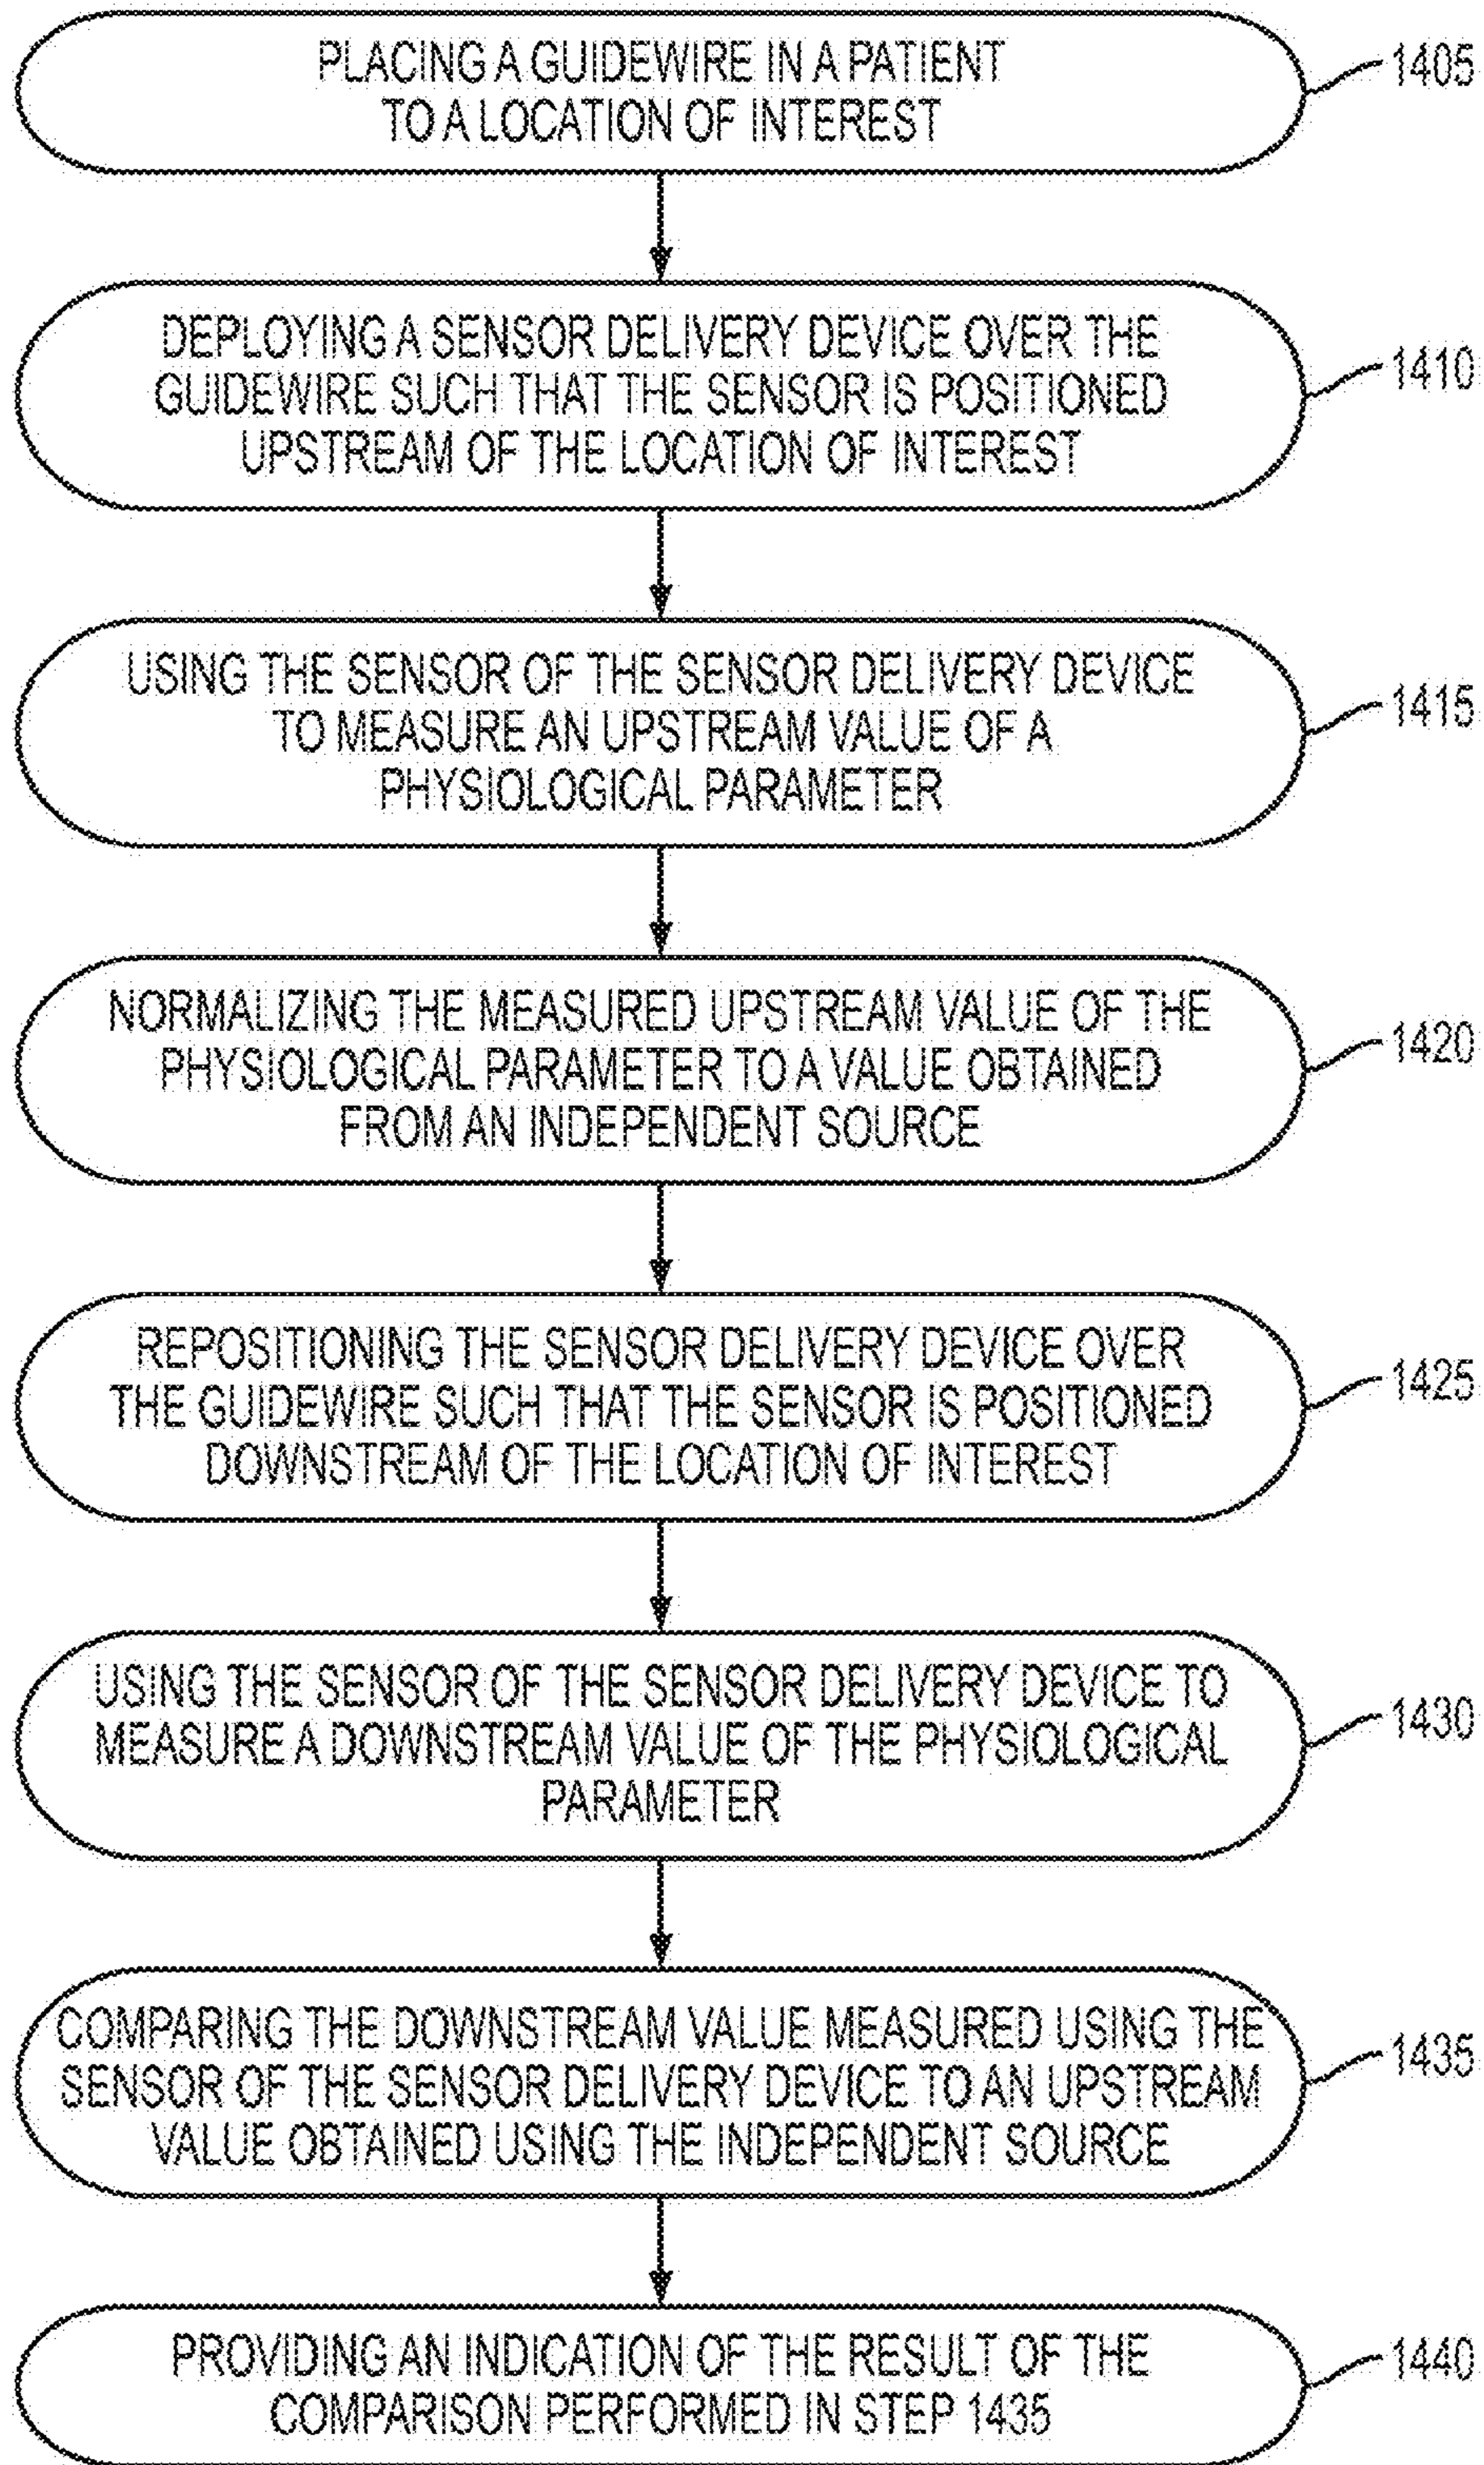 PLACING A GUIDEWIRE IN A PATIENT
TO A LOCATION OF INTEREST
1405
DEPLOYING A SENSOR DELIVERY DEVICE OVER THE
GUIDEWIRE SUCH THAT THE SENSOR IS POSITIONED
UPSTREAM OF THE LOCATION OF INTEREST
1410
USING THE SENSOR OF THE SENSOR DELIVERY DEVICE
TO MEASURE AN UPSTREAM VALUE OF A
PHYSIOLOGICAL PARAMETER
1415
NORMALIZING THE MEASURED UPSTREAM VALUE OF THE
PHYSIOLOGICAL PARAMETER TO A VALUE OBTAINED
FROM AN INDEPENDENT SOURCE
1420
REPOSITIONING THE SENSOR DELIVERY DEVICE OVER
THE GUIDEWIRE SUCH THAT THE SENSOR IS POSITIONED
DOWNSTREAM OF THE LOCATION OF INTEREST
1425
USING THE SENSOR OF THE SENSOR DELIVERY DEVICE TO
MEASURE A DOWNSTREAM VALUE OF THE PHYSIOLOGICAL
PARAMETER
1430
COMPARING THE DOWNSTREAM VALUE MEASURED USING THE
SENSOR OF THE SENSOR DELIVERY DEVICE TO AN UPSTREAM
VALUE OBTAINED USING THE INDEPENDENT SOURCE
1435
PROVIDING AN INDICATION OF THE RESULT OF THE
COMPARISON PERFORMED IN STEP 1435
1440